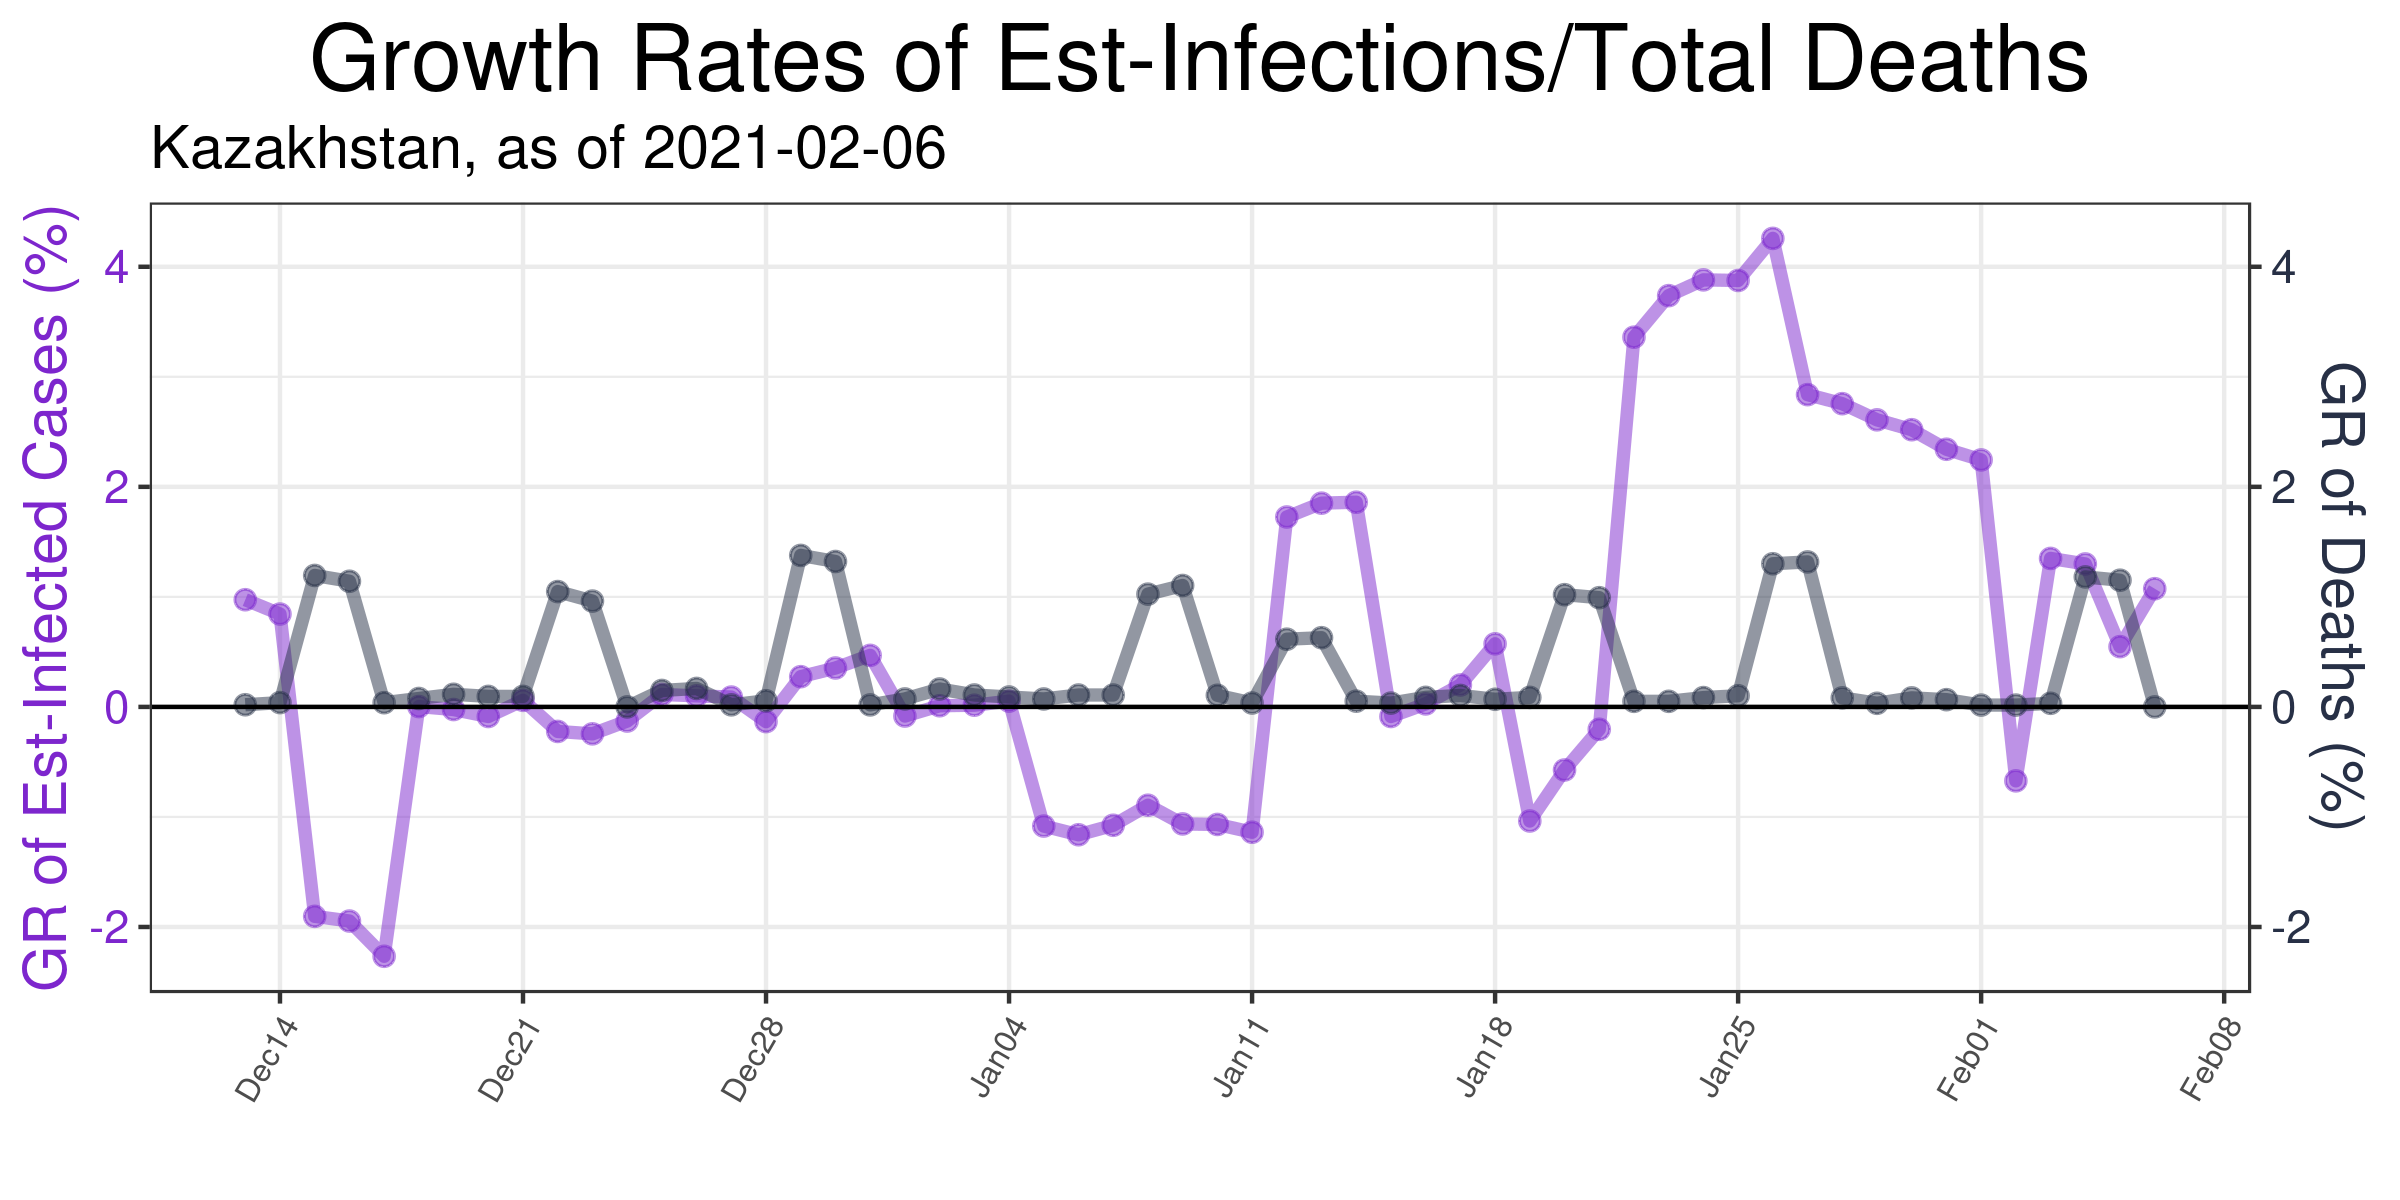 Growth Rates of Est-Infections/Total Deaths
Kazakhstan, as of 2021-02-06
GR of Est-Infected Cases (%)
4
2
0
-2
4
2
0
-2
GR of Deaths (%)
Dec14
Dec21
Dec28
Jan04
Jan11
Jan18
Jan25
Feb01
Feb08